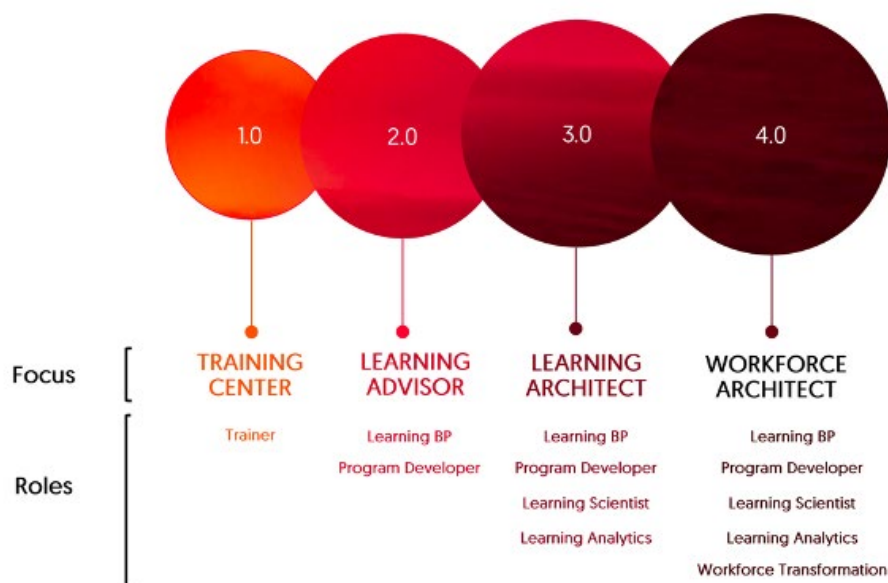 1.0
2.0
3.0
4.0
Focus
TRAINING
CENTER
LEARNING
ADVISOR
LEARNING
ARCHITECT
WORKFORCE
ARCHITECT
Roles
Trainer
Learning BP
Program Developer
Learning BP
Program Developer
Learning Scientist
Learning Analytics
Learning BP
Program Developer
Learning Scientist
Learning Analytics
Workforce Transformation